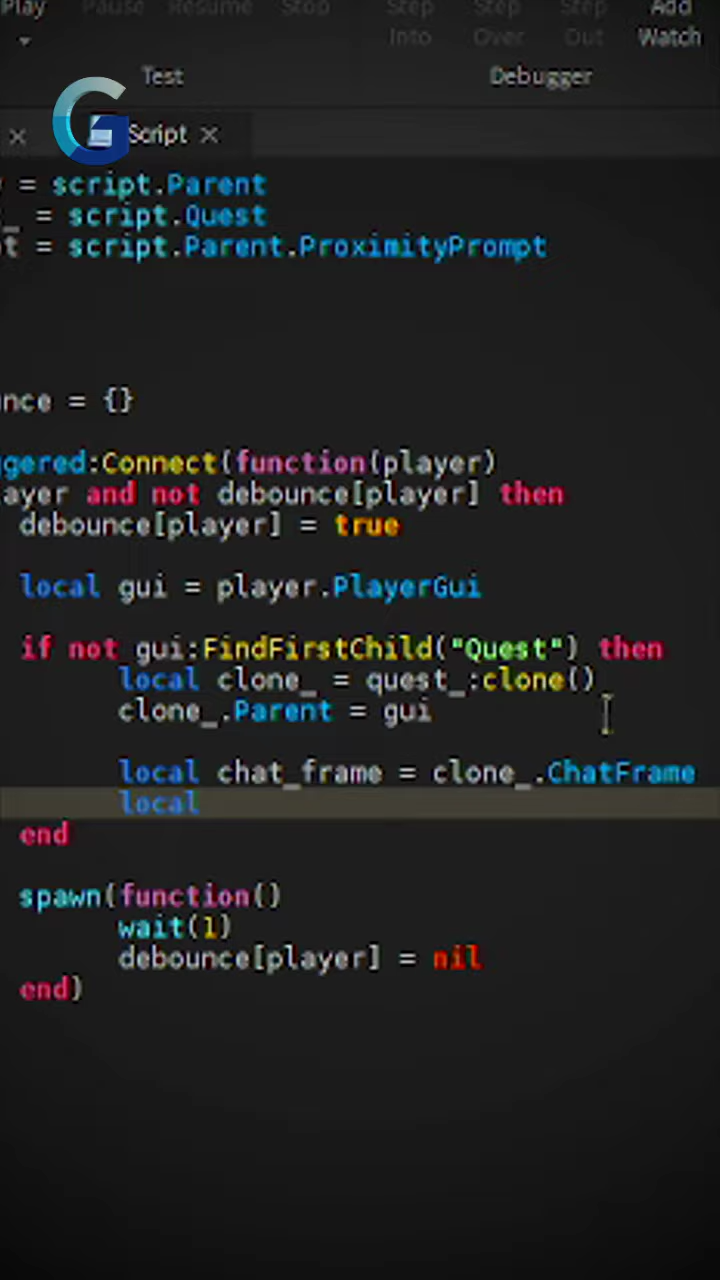 Play Pause Resume Stop Step Step Step Add
Into Over Out Watch
Test Debugger
G
Script
= script.Parent
_ = script.Quest
t = script.Parent.ProximityPrompt
unce = {}
ggered:Connect(function(player)
ayer and not debounce[player] then
debounce[player] = true
local gui = player.PlayerGui
if not gui:FindFirstChild("Quest") then
local clone_ = quest_:clone()
clone_.Parent = gui
local chat_frame = clone_.ChatFrame
local
end
spawn(function()
wait(1)
debounce[player] = nil
end)